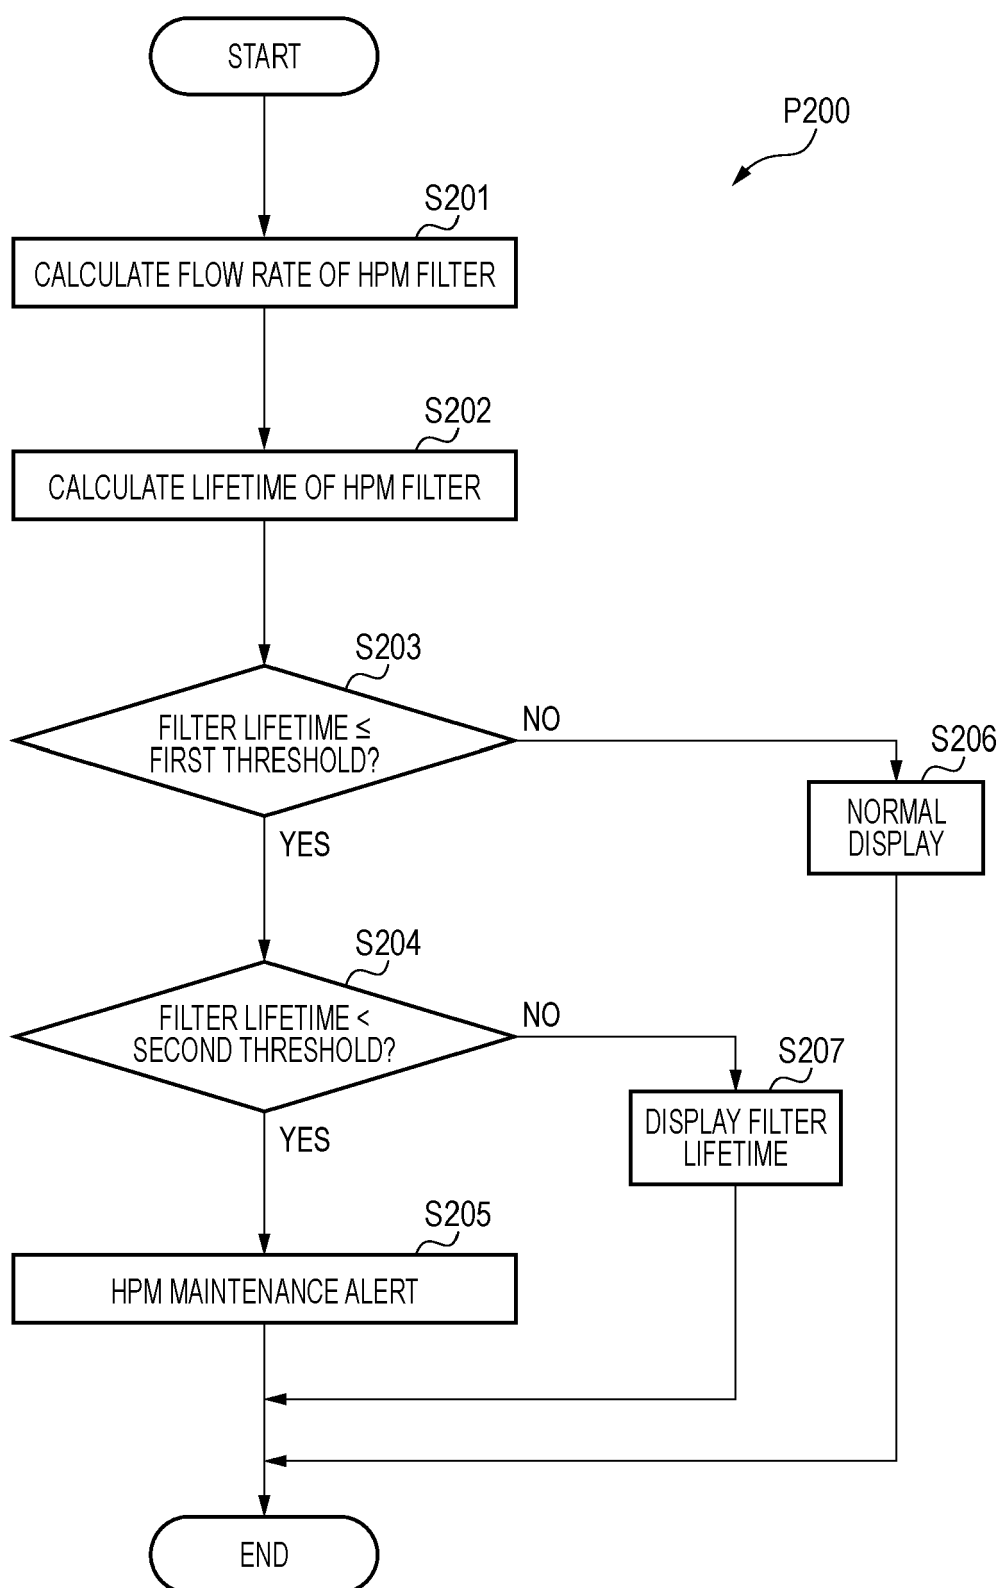 START
P200
S201
CALCULATE FLOW RATE OF HPM FILTER
S202
CALCULATE LIFETIME OF HPM FILTER
S203
FILTER LIFETIME ≤
FIRST THRESHOLD?
NO
S206
NORMAL
DISPLAY
YES
S204
FILTER LIFETIME <
SECOND THRESHOLD?
NO
S207
DISPLAY FILTER
LIFETIME
YES
S205
HPM MAINTENANCE ALERT
END